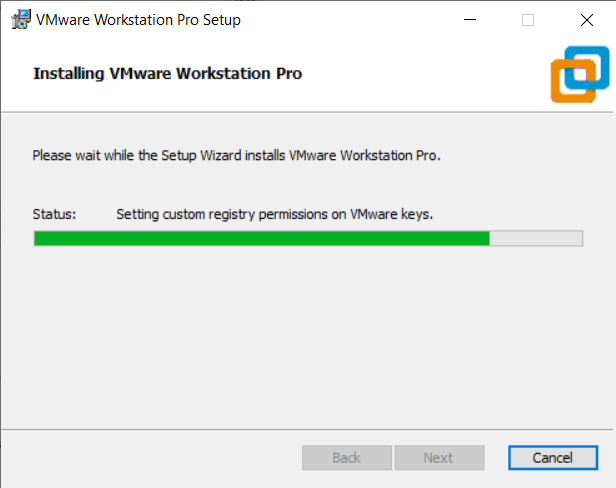 VMware Workstation Pro Setup
Installing VMware Workstation Pro
Please wait while the Setup Wizard installs VMware Workstation Pro.
Status: Setting custom registry permissions on VMware keys.
Back Next Cancel